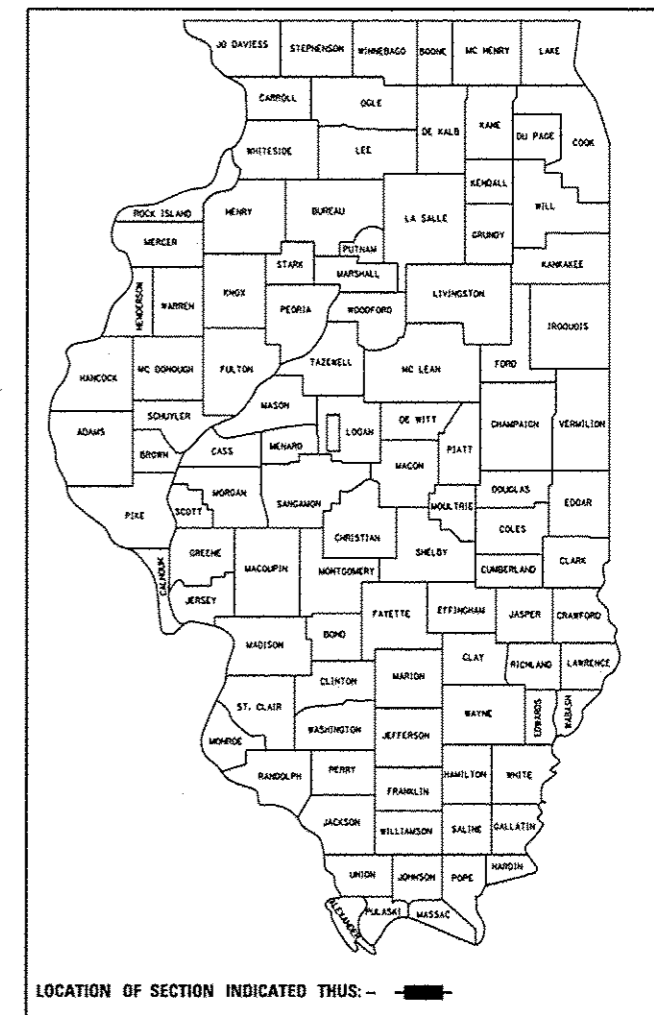 JO DAVIESS STEPHENSON WINNEBAGO BOONE MC HENRY LAKE
CARROLL OGLE DE KALB KANE DU PAGE COOK
WHITESIDE LEE
KENDALL WILL
ROCK ISLAND HENRY BUREAU LA SALLE GRUNDY
MERCER PUTNAM KANKAKEE
STARK MARSHALL
HENDERSON WARREN KNOX PEORIA WOODFORD LIVINGSTON IROQUOIS
HANCOCK MC DONOUGH FULTON TAZEWELL MC LEAN FORD
MASON
ADAMS SCHUYLER LOGAN DE WITT CHAMPAIGN VERMILION
BROWN CASS MENARD PIATT
MACON
PIKE SCOTT MORGAN SANGAMON MOULTRIE DOUGLAS EDGAR
CHRISTIAN COLES
CALHOUN GREENE MACOUPIN MONTGOMERY SHELBY CUMBERLAND CLARK
JERSEY FAYETTE EFFINGHAM JASPER CRAWFORD
MADISON BOND
CLINTON MARION CLAY RICHLAND LAWRENCE
ST. CLAIR WAYNE EDWARDS WABASH
MONROE WASHINGTON JEFFERSON
RANDOLPH PERRY HAMILTON WHITE
FRANKLIN
JACKSON WILLIAMSON SALINE GALLATIN
UNION JOHNSON POPE HARDIN
ALEXANDER PULASKI MASSAC
LOCATION OF SECTION INDICATED THUS: -